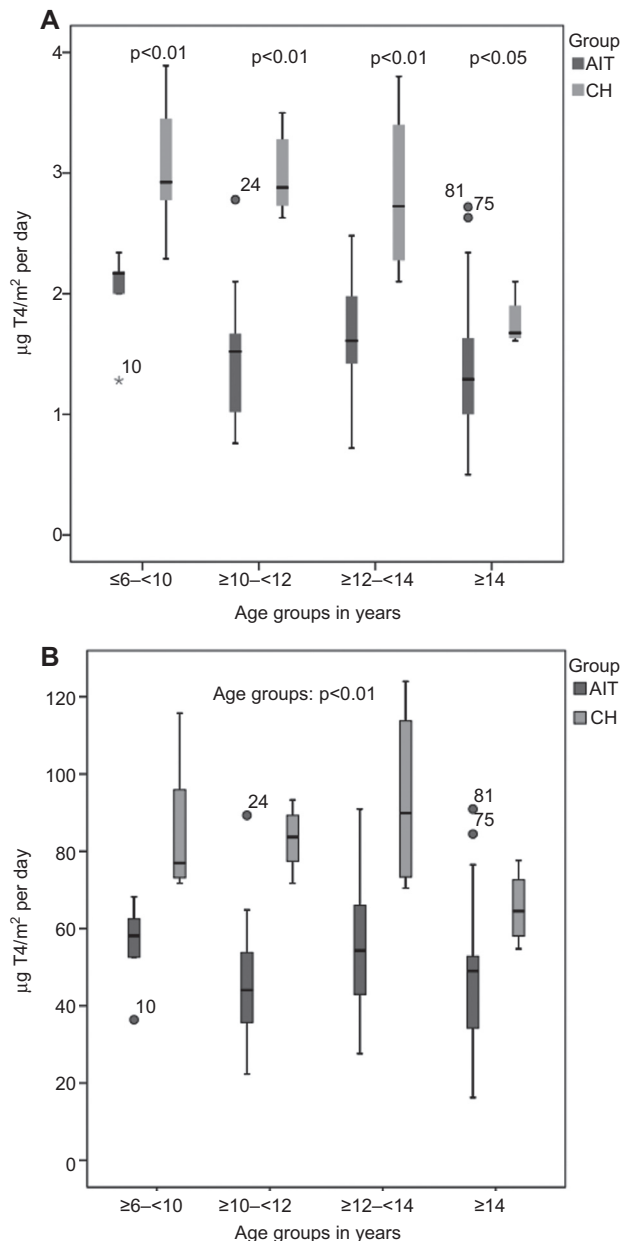 A
Group
AIT
CH
p<0.01 p<0.01 p<0.01 p<0.05
4
3
2
1
0
24
81
75
10
*
µg T4/m² per day
≤6–<10 ≥10–<12 ≥12–<14 ≥14
Age groups in years
B
Group
AIT
CH
Age groups: p<0.01
120
100
80
60
40
20
0
24
81
75
10
µg T4/m² per day
≥6–<10 ≥10–<12 ≥12–<14 ≥14
Age groups in years